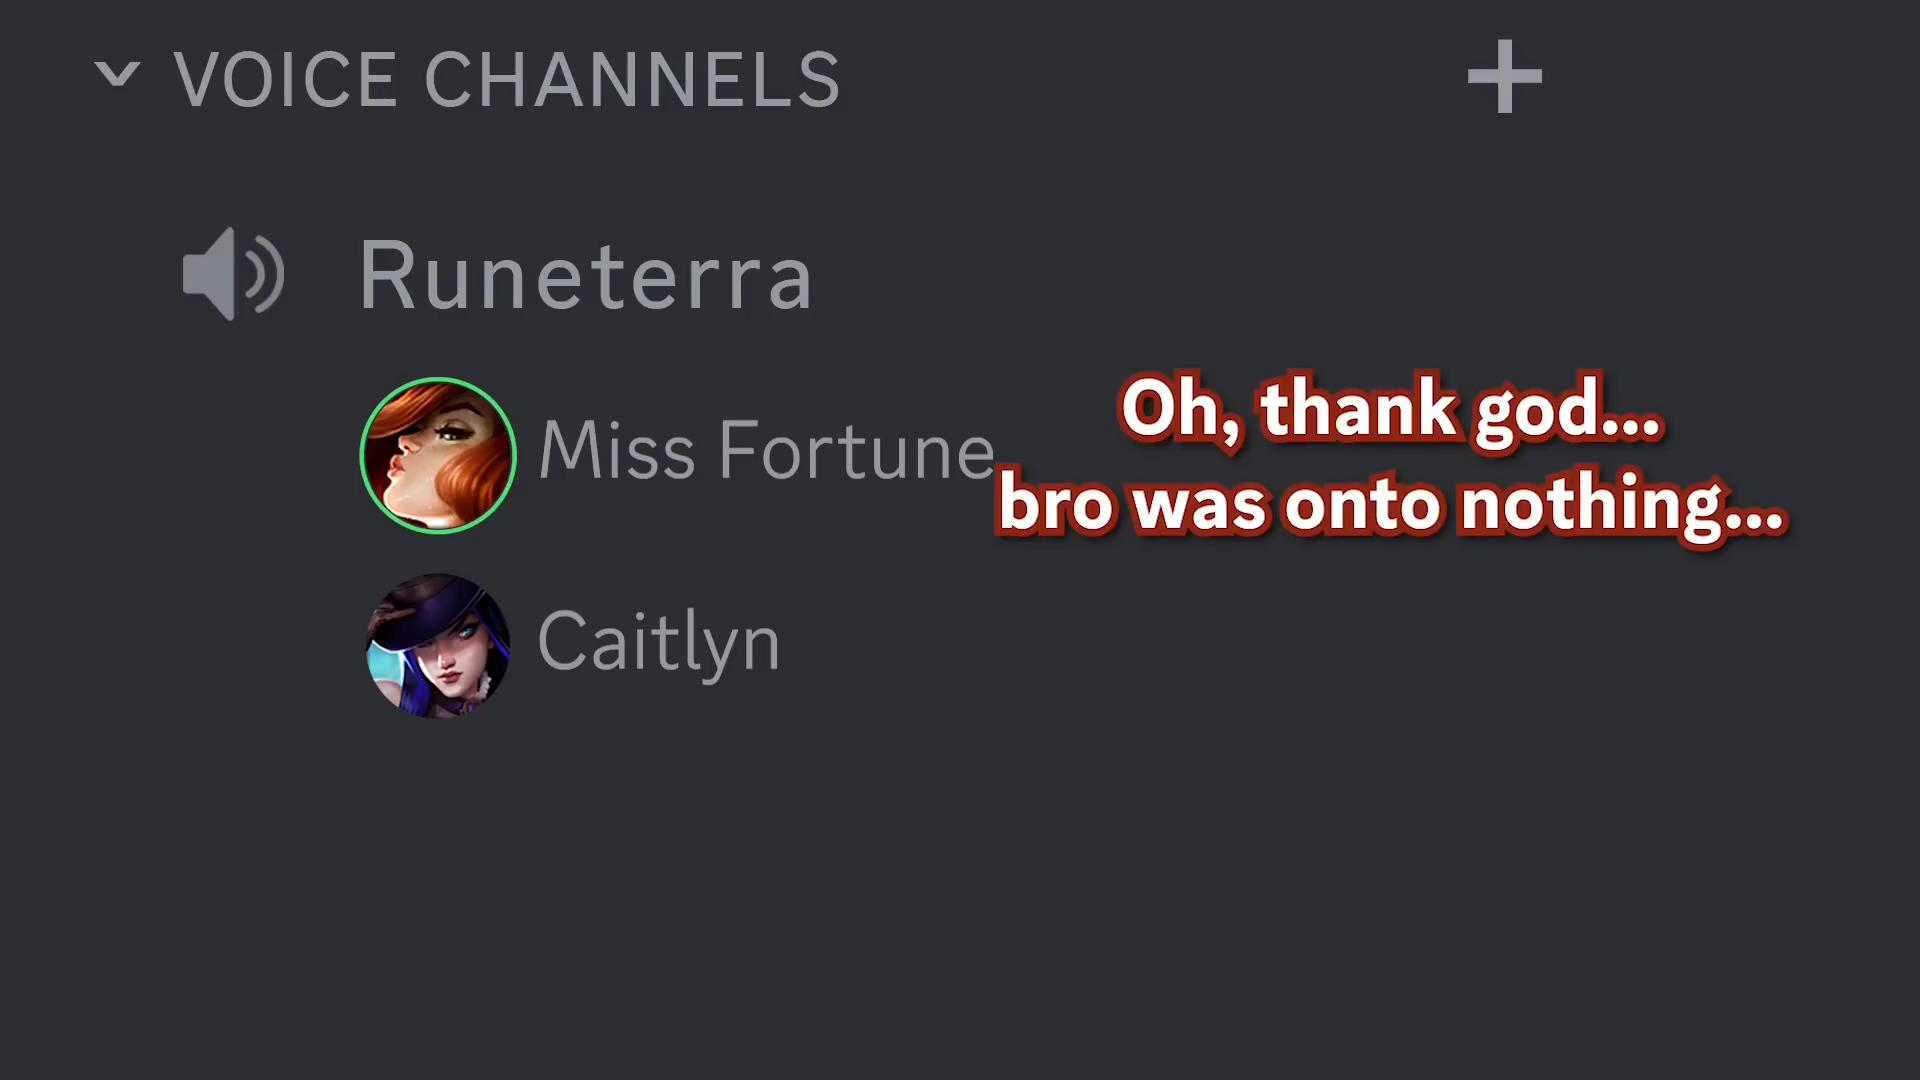 VOICE CHANNELS
Runeterra
Miss Fortune
Oh, thank god...
bro was onto nothing...
Caitlyn